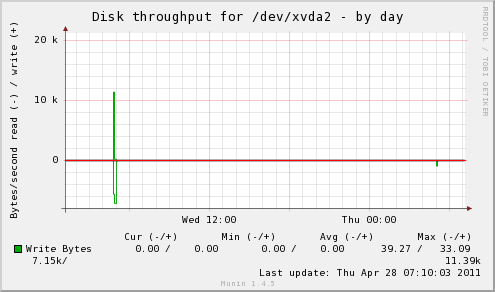 Disk throughput for /dev/xvda2 - by day
RRDTOOL / TOBI OETIKER
Bytes/second read (-) / write (+)
20 k
10 k
0
Wed 12:00 Thu 00:00
Cur (-/+) Min (-/+) Avg (-/+) Max (-/+)
Write Bytes 0.00 / 0.00 0.00 / 0.00 39.27 / 33.09
7.15k/ 11.39k
Last update: Thu Apr 28 07:10:03 2011
Munin 1.4.5